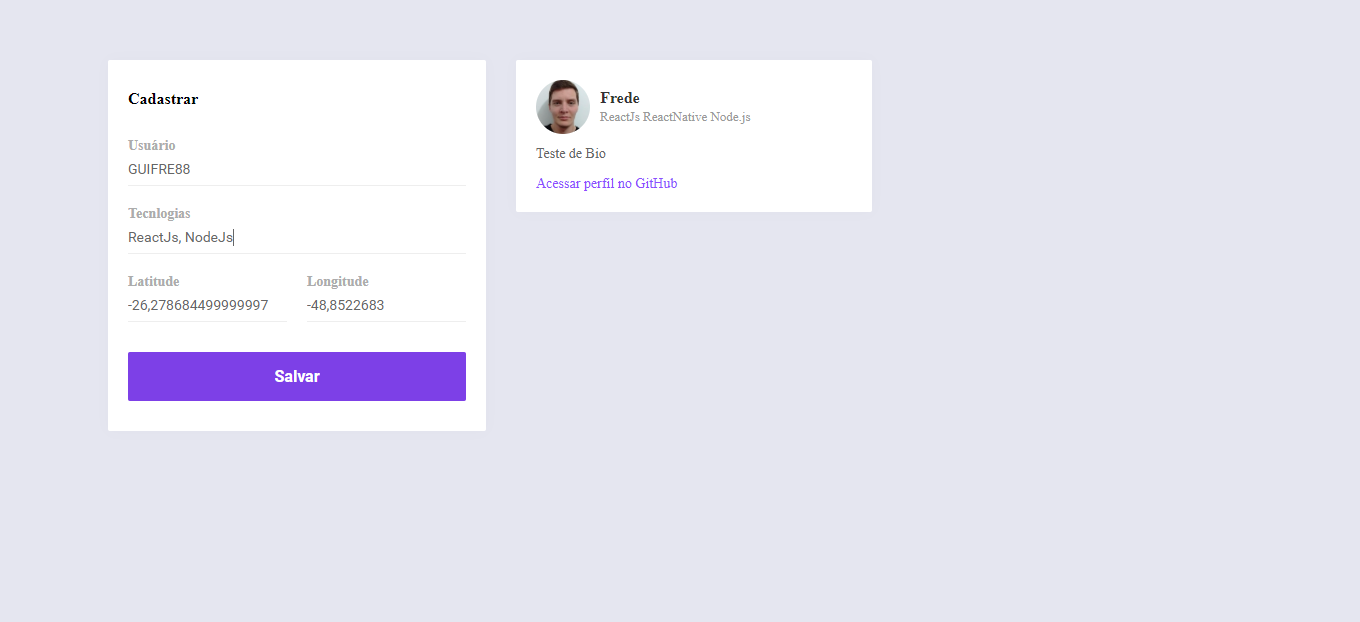 Cadastrar
Usuário
GUIFRE88
Tecnlogias
ReactJs, NodeJs
Latitude
Longitude
-26,278684499999997
-48,8522683
Salvar
Frede
ReactJs ReactNative Node.js
Teste de Bio
Acessar perfíl no GitHub